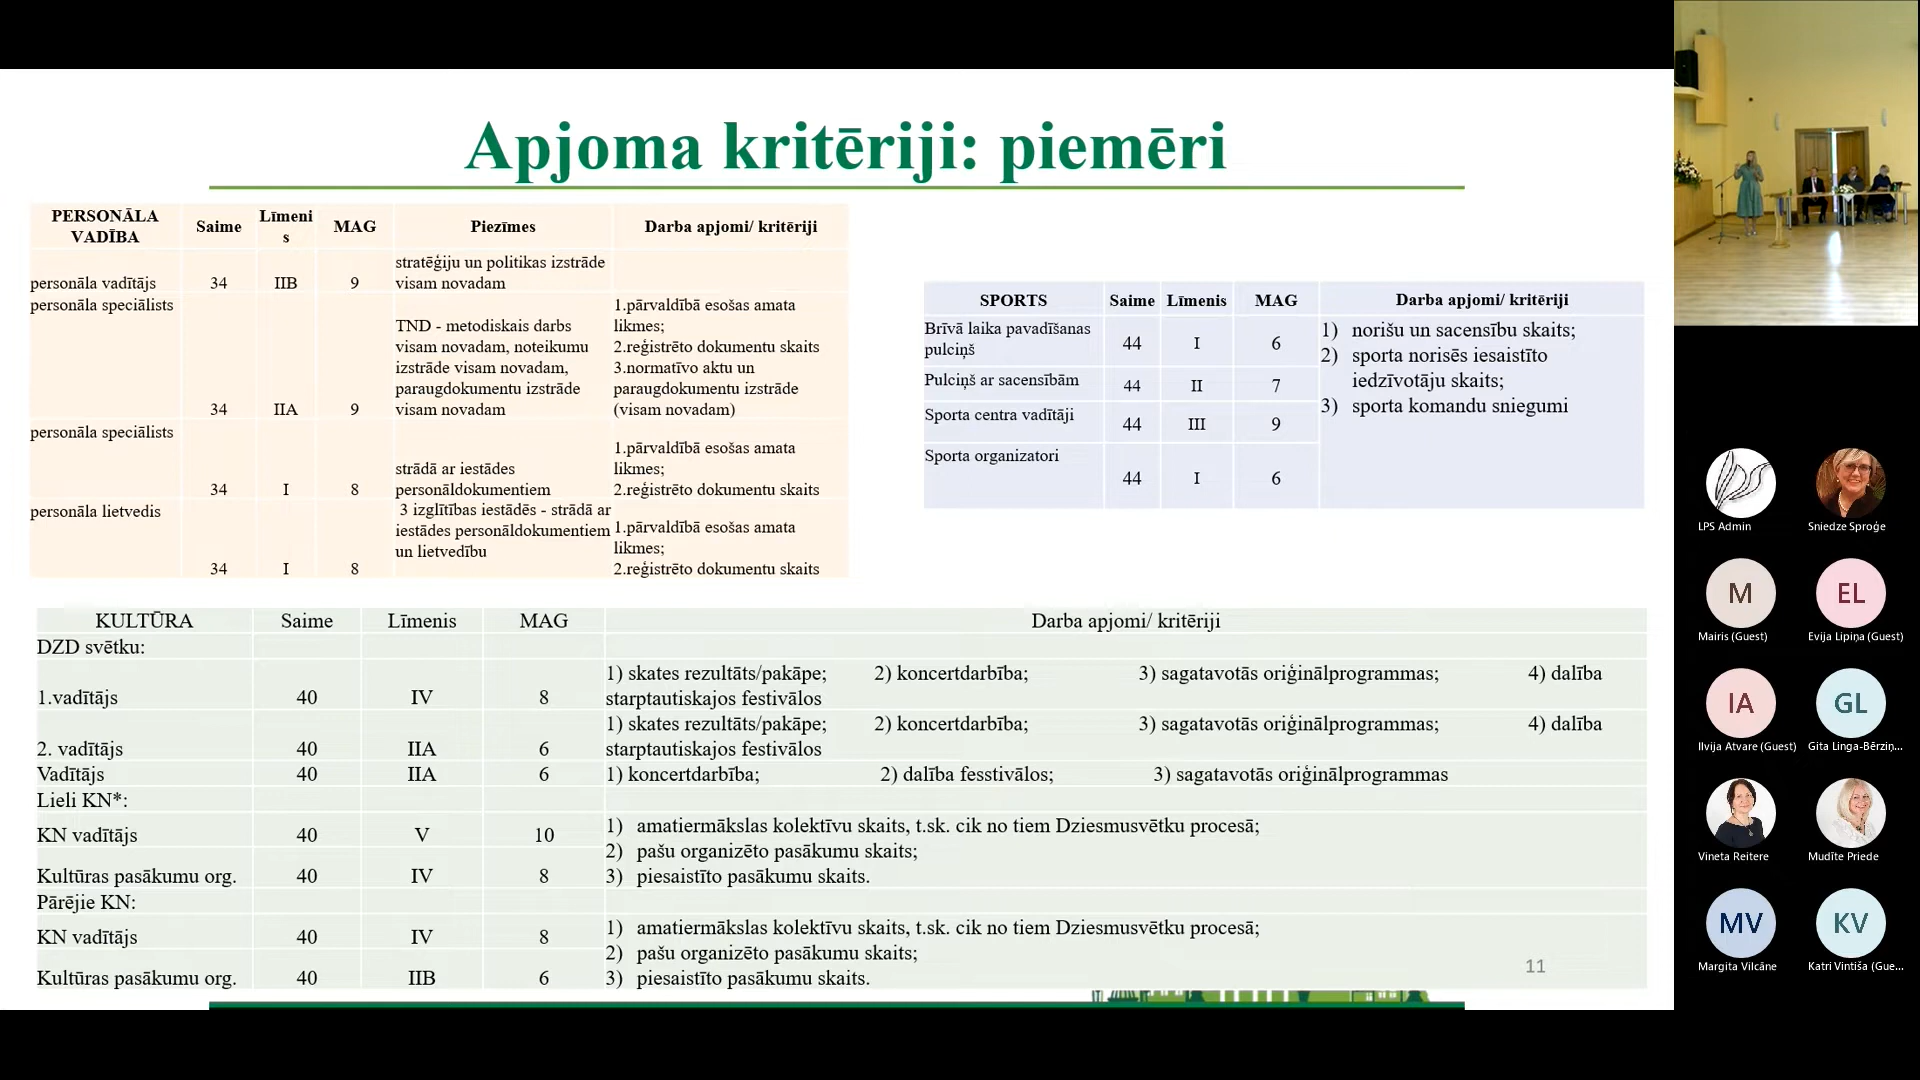 Apjoma kritēriji: piemēri
PERSONĀLA VADĪBA Saime Līmenis MAG Piezīmes Darba apjomi/ kritēriji
personāla vadītājs 34 IIB 9 stratēģiju un politikas izstrāde visam novadam
personāla speciālists 34 IIA 9 TND - metodiskais darbs visam novadam, noteikumu izstrāde visam novadam, paraugdokumentu izstrāde visam novadam 1.pārvaldībā esošas amata likmes; 2.reģistrēto dokumentu skaits 3.normatīvo aktu un paraugdokumentu izstrāde (visam novadam)
personāla speciālists 34 I 8 strādā ar iestādes personāldokumentiem 1.pārvaldībā esošas amata likmes; 2.reģistrēto dokumentu skaits
personāla lietvedis 34 I 8 3 izglītības iestādēs - strādā ar iestādes personāldokumentiem un lietvedību 1.pārvaldībā esošas amata likmes; 2.reģistrēto dokumentu skaits
SPORTS Saime Līmenis MAG Darba apjomi/ kritēriji
Brīvā laika pavadīšanas pulciņš 44 I 6
Pulciņš ar sacensībām 44 II 7
Sporta centra vadītāji 44 III 9
Sporta organizatori 44 I 6
1) norišu un sacensību skaits;
2) sporta norisēs iesaistīto iedzīvotāju skaits;
3) sporta komandu sniegumi
KULTŪRA Saime Līmenis MAG Darba apjomi/ kritēriji
DZD svētku:
1.vadītājs 40 IV 8 1) skates rezultāts/pakāpe; 2) koncertdarbība; 3) sagatavotās oriģinālprogrammas; 4) dalība starptautiskajos festivālos
2. vadītājs 40 IIA 6 1) skates rezultāts/pakāpe; 2) koncertdarbība; 3) sagatavotās oriģinālprogrammas; 4) dalība starptautiskajos festivālos
Vadītājs 40 IIA 6 1) koncertdarbība; 2) dalība fesstivālos; 3) sagatavotās oriģinālprogrammas
Lieli KN*:
KN vadītājs 40 V 10
Kultūras pasākumu org. 40 IV 8
1) amatiermākslas kolektīvu skaits, t.sk. cik no tiem Dziesmusvētku procesā;
2) pašu organizēto pasākumu skaits;
3) piesaistīto pasākumu skaits.
Pārējie KN:
KN vadītājs 40 IV 8
Kultūras pasākumu org. 40 IIB 6
1) amatiermākslas kolektīvu skaits, t.sk. cik no tiem Dziesmusvētku procesā;
2) pašu organizēto pasākumu skaits;
3) piesaistīto pasākumu skaits.
11
LPS Admin
Sniedze Sproģe
M
Mairis (Guest)
EL
Evija Lipiņa (Guest)
IA
Ilvija Atvare (Guest)
GL
Gita Linga-Bērziņ...
Vineta Reitere
Mudīte Priede
MV
Margita Vilcāne
KV
Katri Vintiša (Gue...